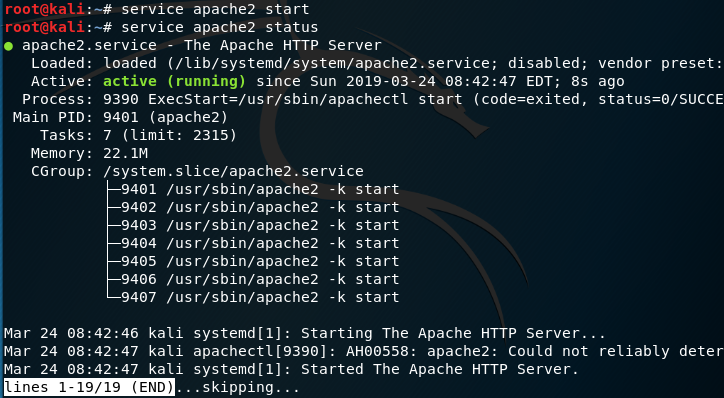 root@kali:~# service apache2 start
root@kali:~# service apache2 status
● apache2.service - The Apache HTTP Server
   Loaded: loaded (/lib/systemd/system/apache2.service; disabled; vendor preset:
   Active: active (running) since Sun 2019-03-24 08:42:47 EDT; 8s ago
  Process: 9390 ExecStart=/usr/sbin/apachectl start (code=exited, status=0/SUCCE
 Main PID: 9401 (apache2)
    Tasks: 7 (limit: 2315)
   Memory: 22.1M
   CGroup: /system.slice/apache2.service
           ├─9401 /usr/sbin/apache2 -k start
           ├─9402 /usr/sbin/apache2 -k start
           ├─9403 /usr/sbin/apache2 -k start
           ├─9404 /usr/sbin/apache2 -k start
           ├─9405 /usr/sbin/apache2 -k start
           ├─9406 /usr/sbin/apache2 -k start
           └─9407 /usr/sbin/apache2 -k start

Mar 24 08:42:46 kali systemd[1]: Starting The Apache HTTP Server...
Mar 24 08:42:47 kali apachectl[9390]: AH00558: apache2: Could not reliably deter
Mar 24 08:42:47 kali systemd[1]: Started The Apache HTTP Server.
lines 1-19/19 (END)...skipping...